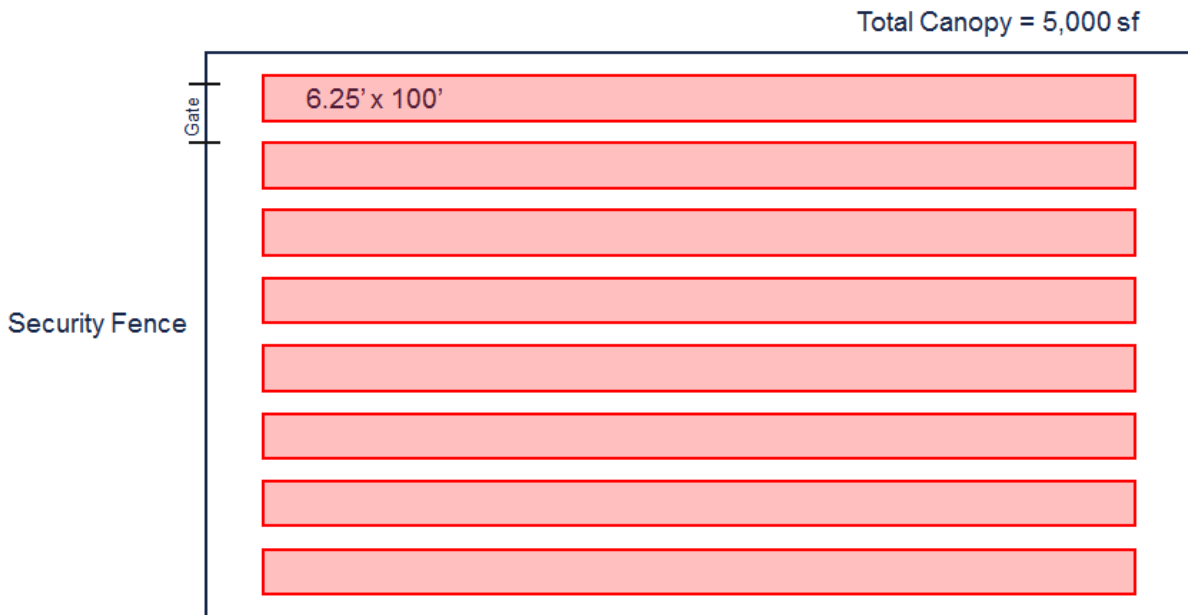 Total Canopy = 5,000 sf
6.25' x 100'
Gate
Security Fence